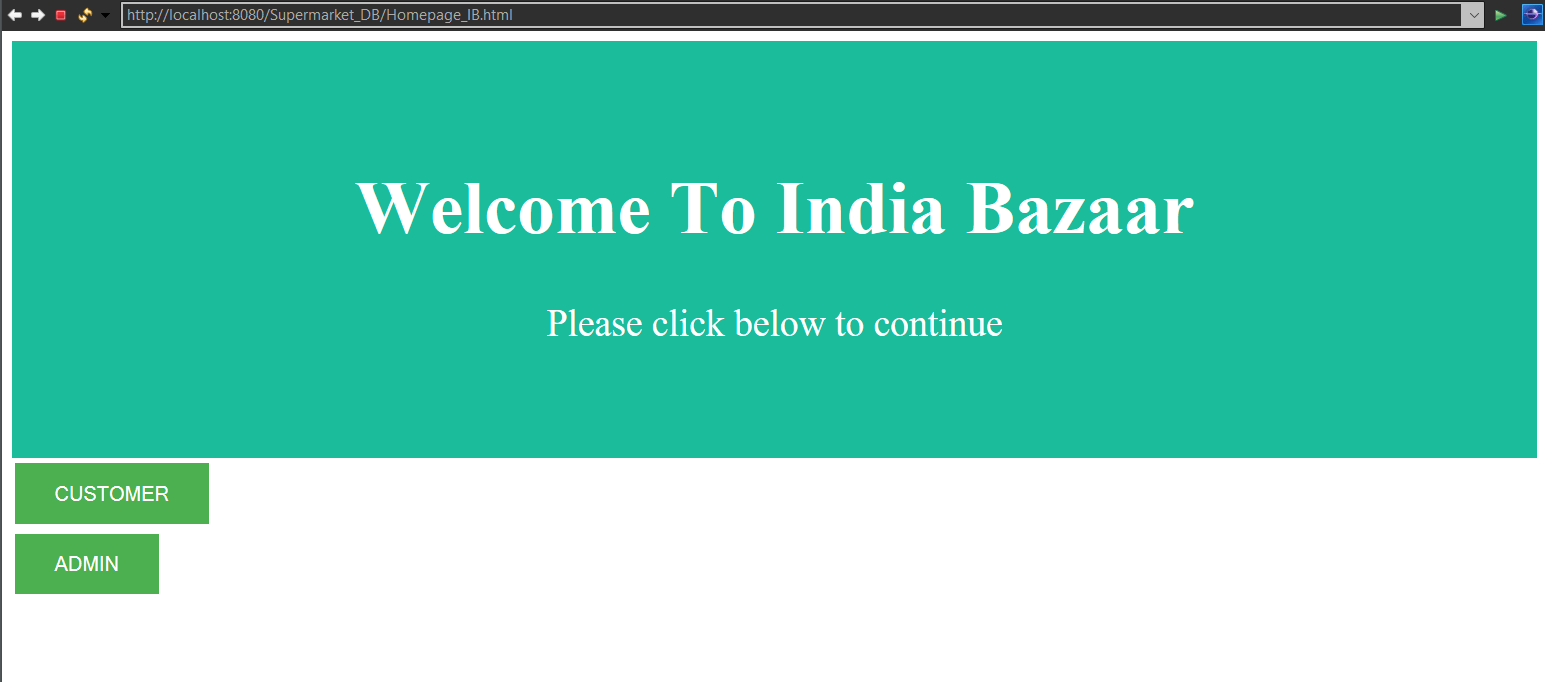 http://localhost:8080/Supermarket_DB/Homepage_IB.html
Welcome To India Bazaar
Please click below to continue
CUSTOMER
ADMIN